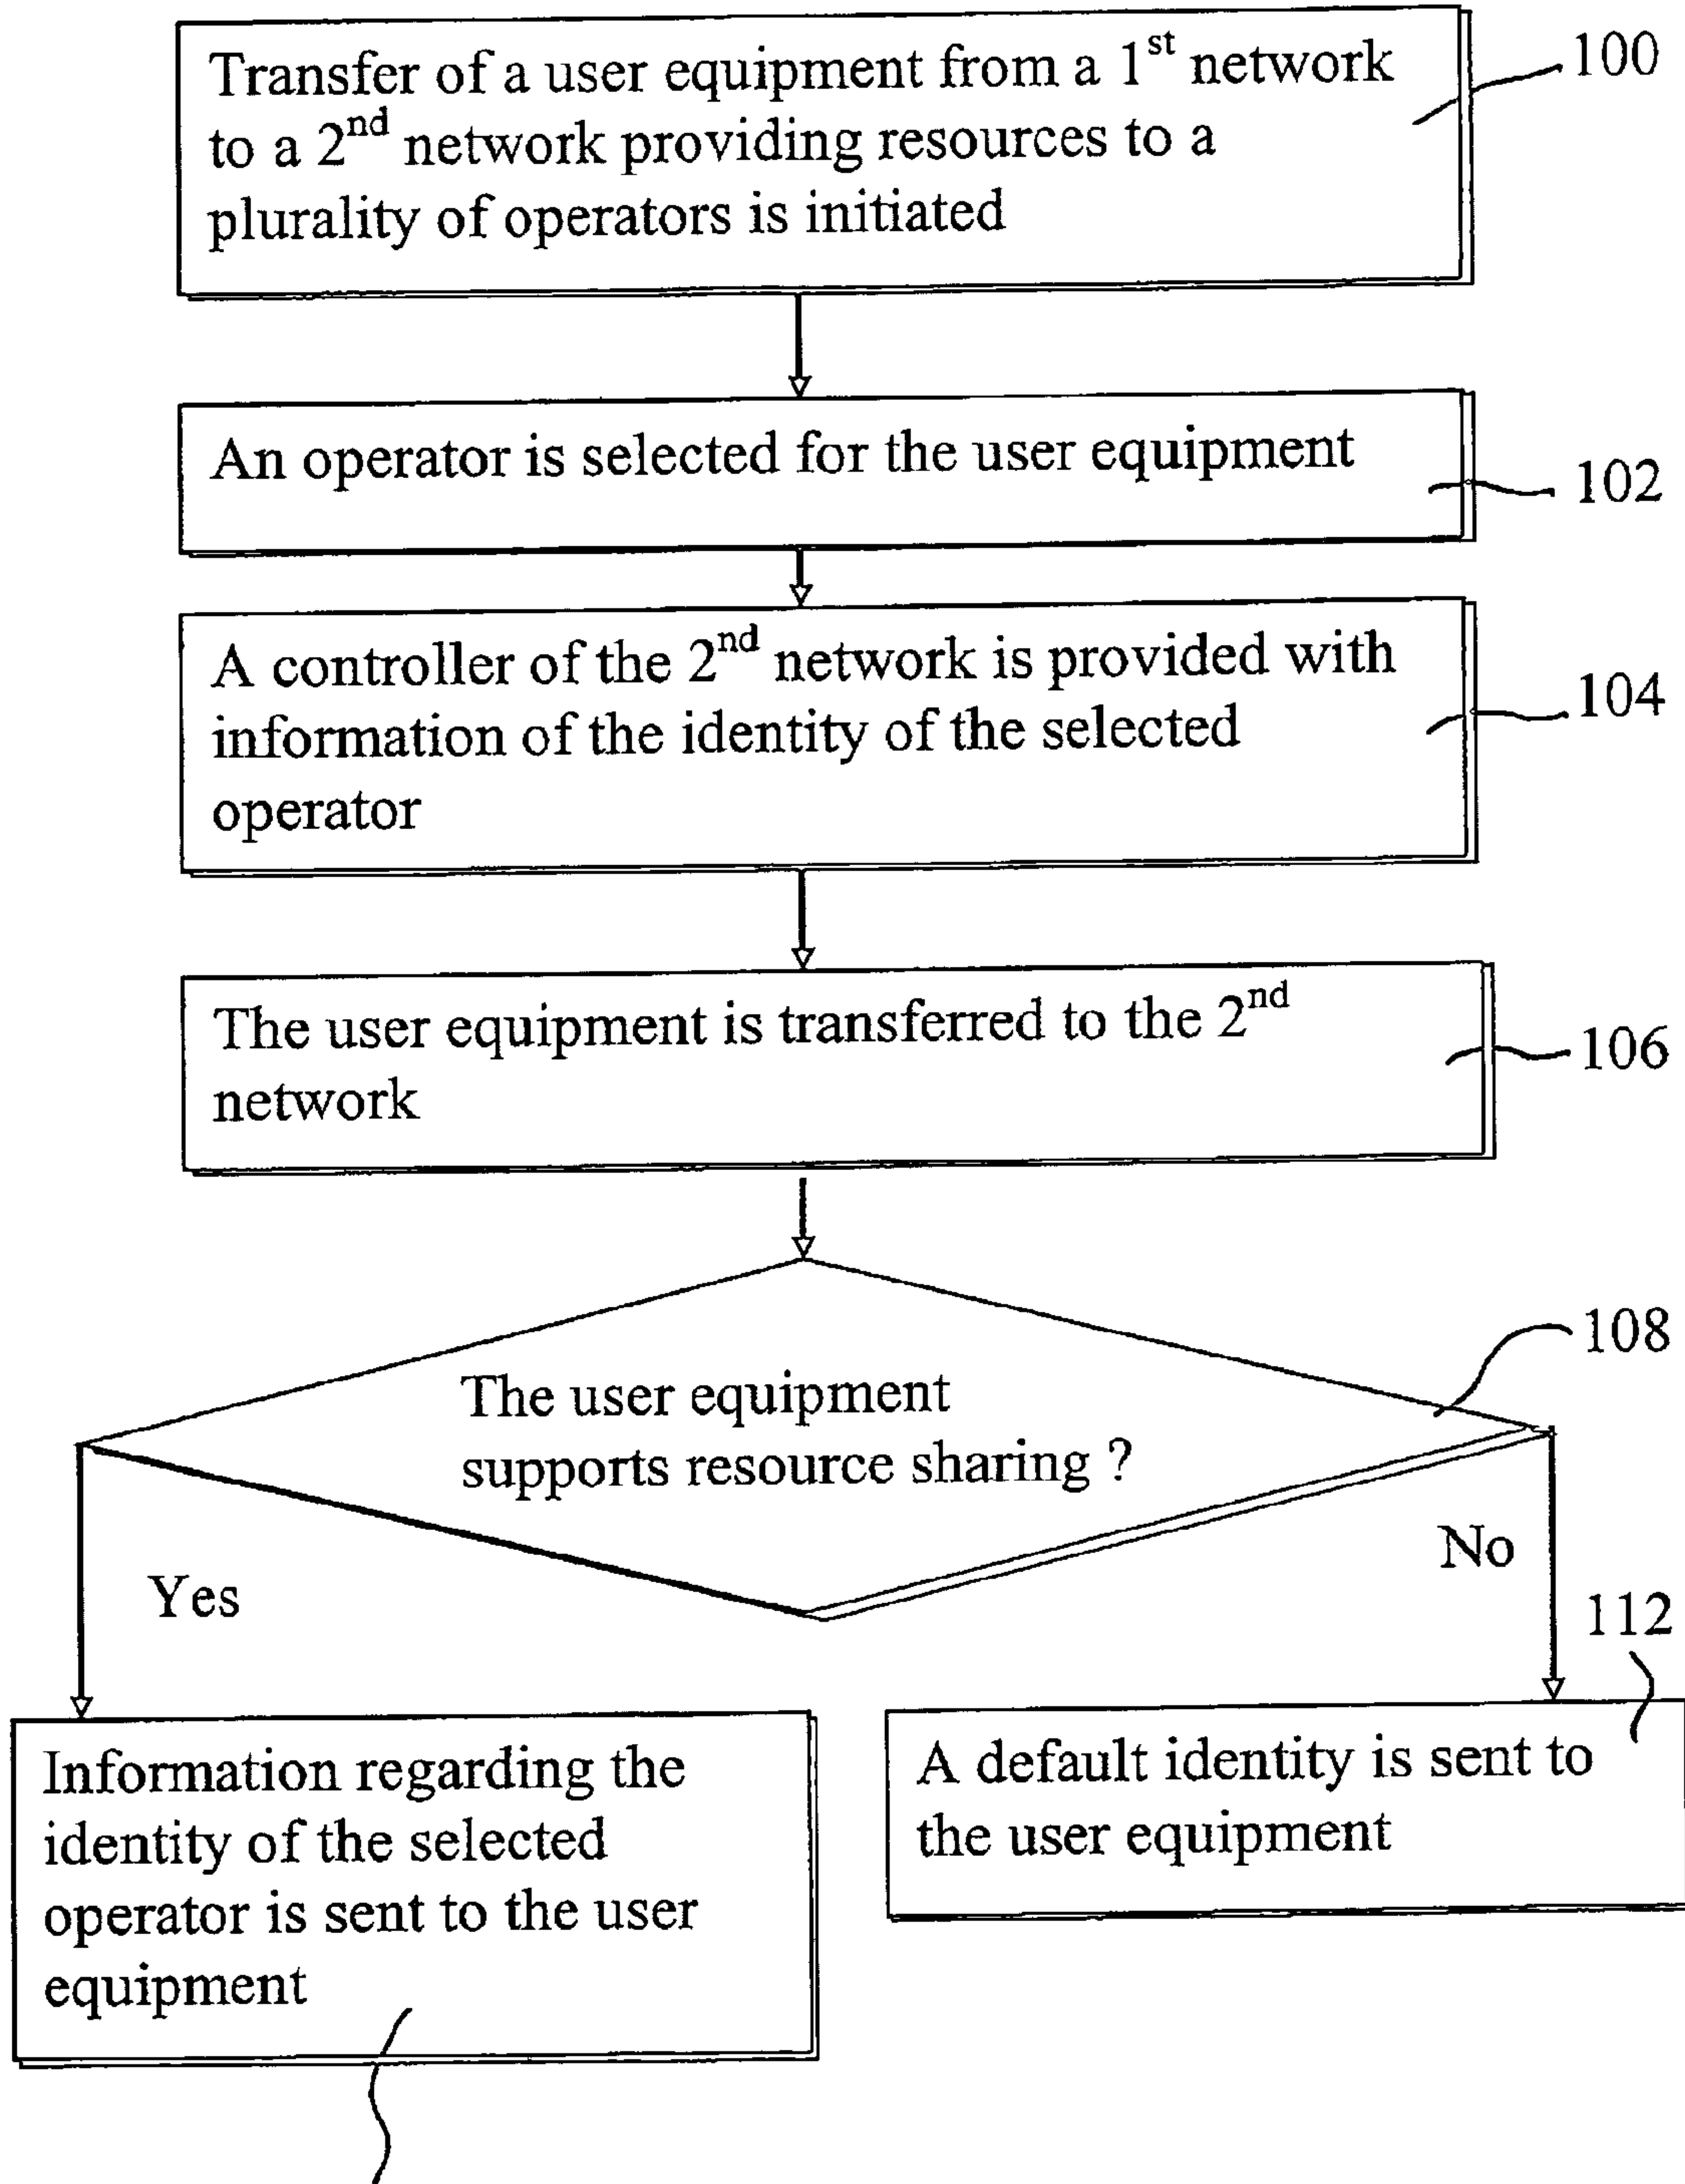 Transfer of a user equipment from a 1st network
to a 2nd network providing resources to a
plurality of operators is initiated
100
An operator is selected for the user equipment
102
A controller of the 2nd network is provided with
information of the identity of the selected
operator
104
The user equipment is transferred to the 2nd
network
106
108
The user equipment
supports resource sharing ?
Yes
No
112
Information regarding the
identity of the selected
operator is sent to the user
equipment
A default identity is sent to
the user equipment